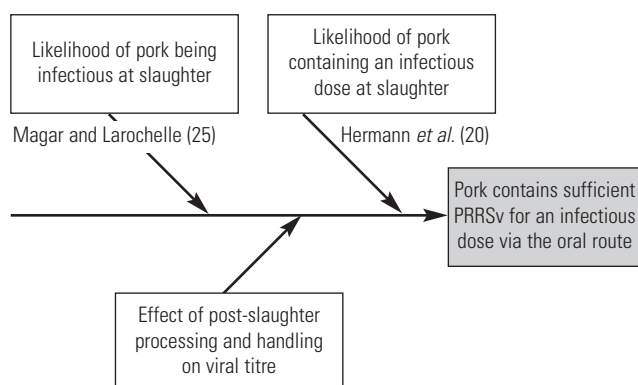 Likelihood of pork being
infectious at slaughter
Likelihood of pork
containing an infectious
dose at slaughter
Magar and Larochelle (25)
Hermann et al. (20)
Pork contains sufficient
PRRSv for an infectious
dose via the oral route
Effect of post-slaughter
processing and handling
on viral titre